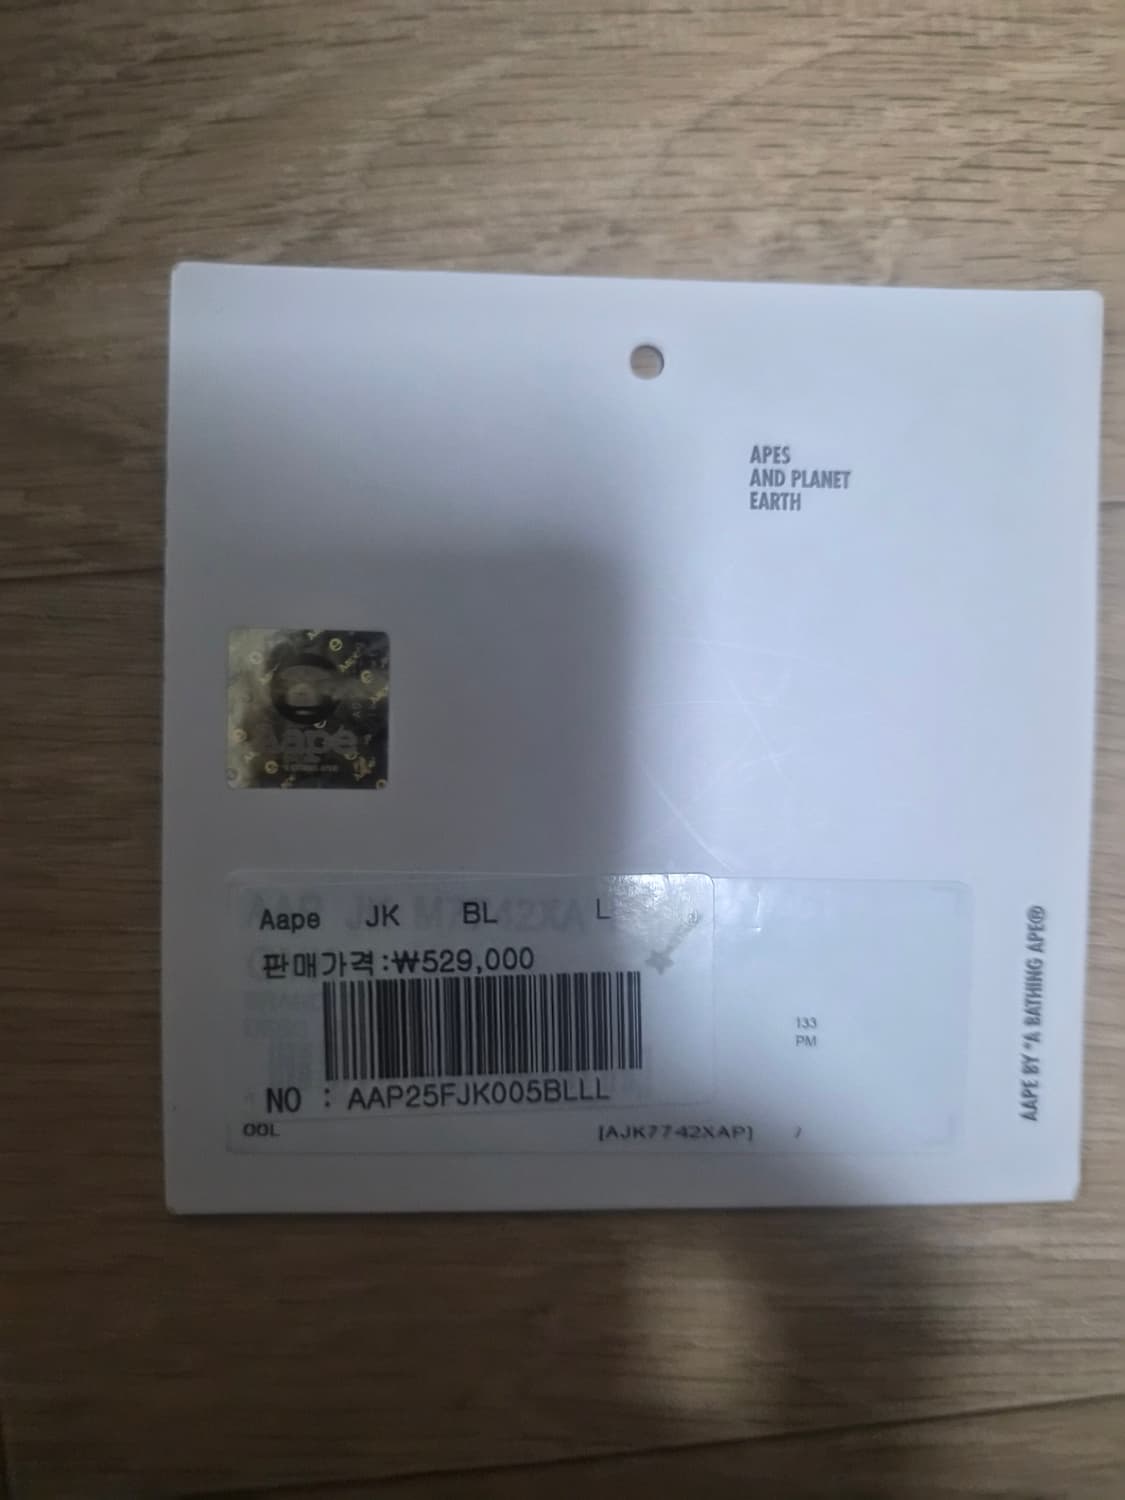 APES
AND PLANET
EARTH
Aape
Aape JK BL L
판매가격:₩529,000
133
PM
NO : AAP25FJK005BLLL
OOL [AJK7742XAP] /
AAPE BY *A BATHING APE®